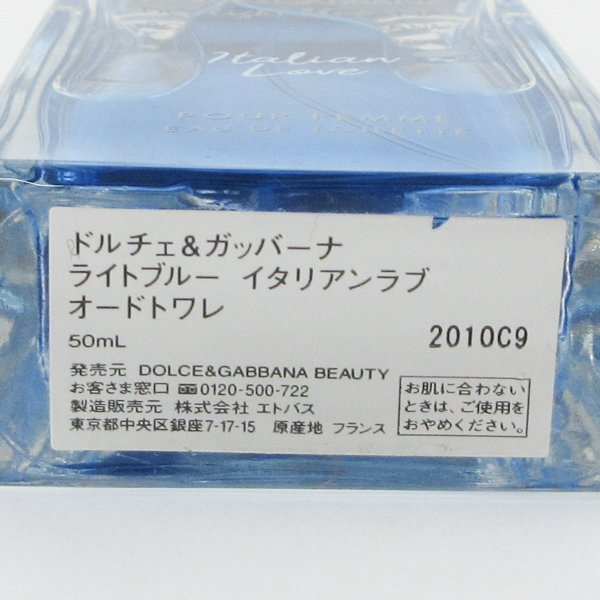 Italian
Love
POUR FEMME
EAU DE TOILETTE
ドルチェ&ガッバーナ
ライトブルー イタリアンラブ
オードトワレ
50mL
2010C9
発売元 DOLCE&GABBANA BEAUTY
お客さま窓口 0120-500-722
製造販売元 株式会社 エトバス
東京都中央区銀座7-17-15 原産地 フランス
お肌に合わない
ときは、ご使用を
おやめください。